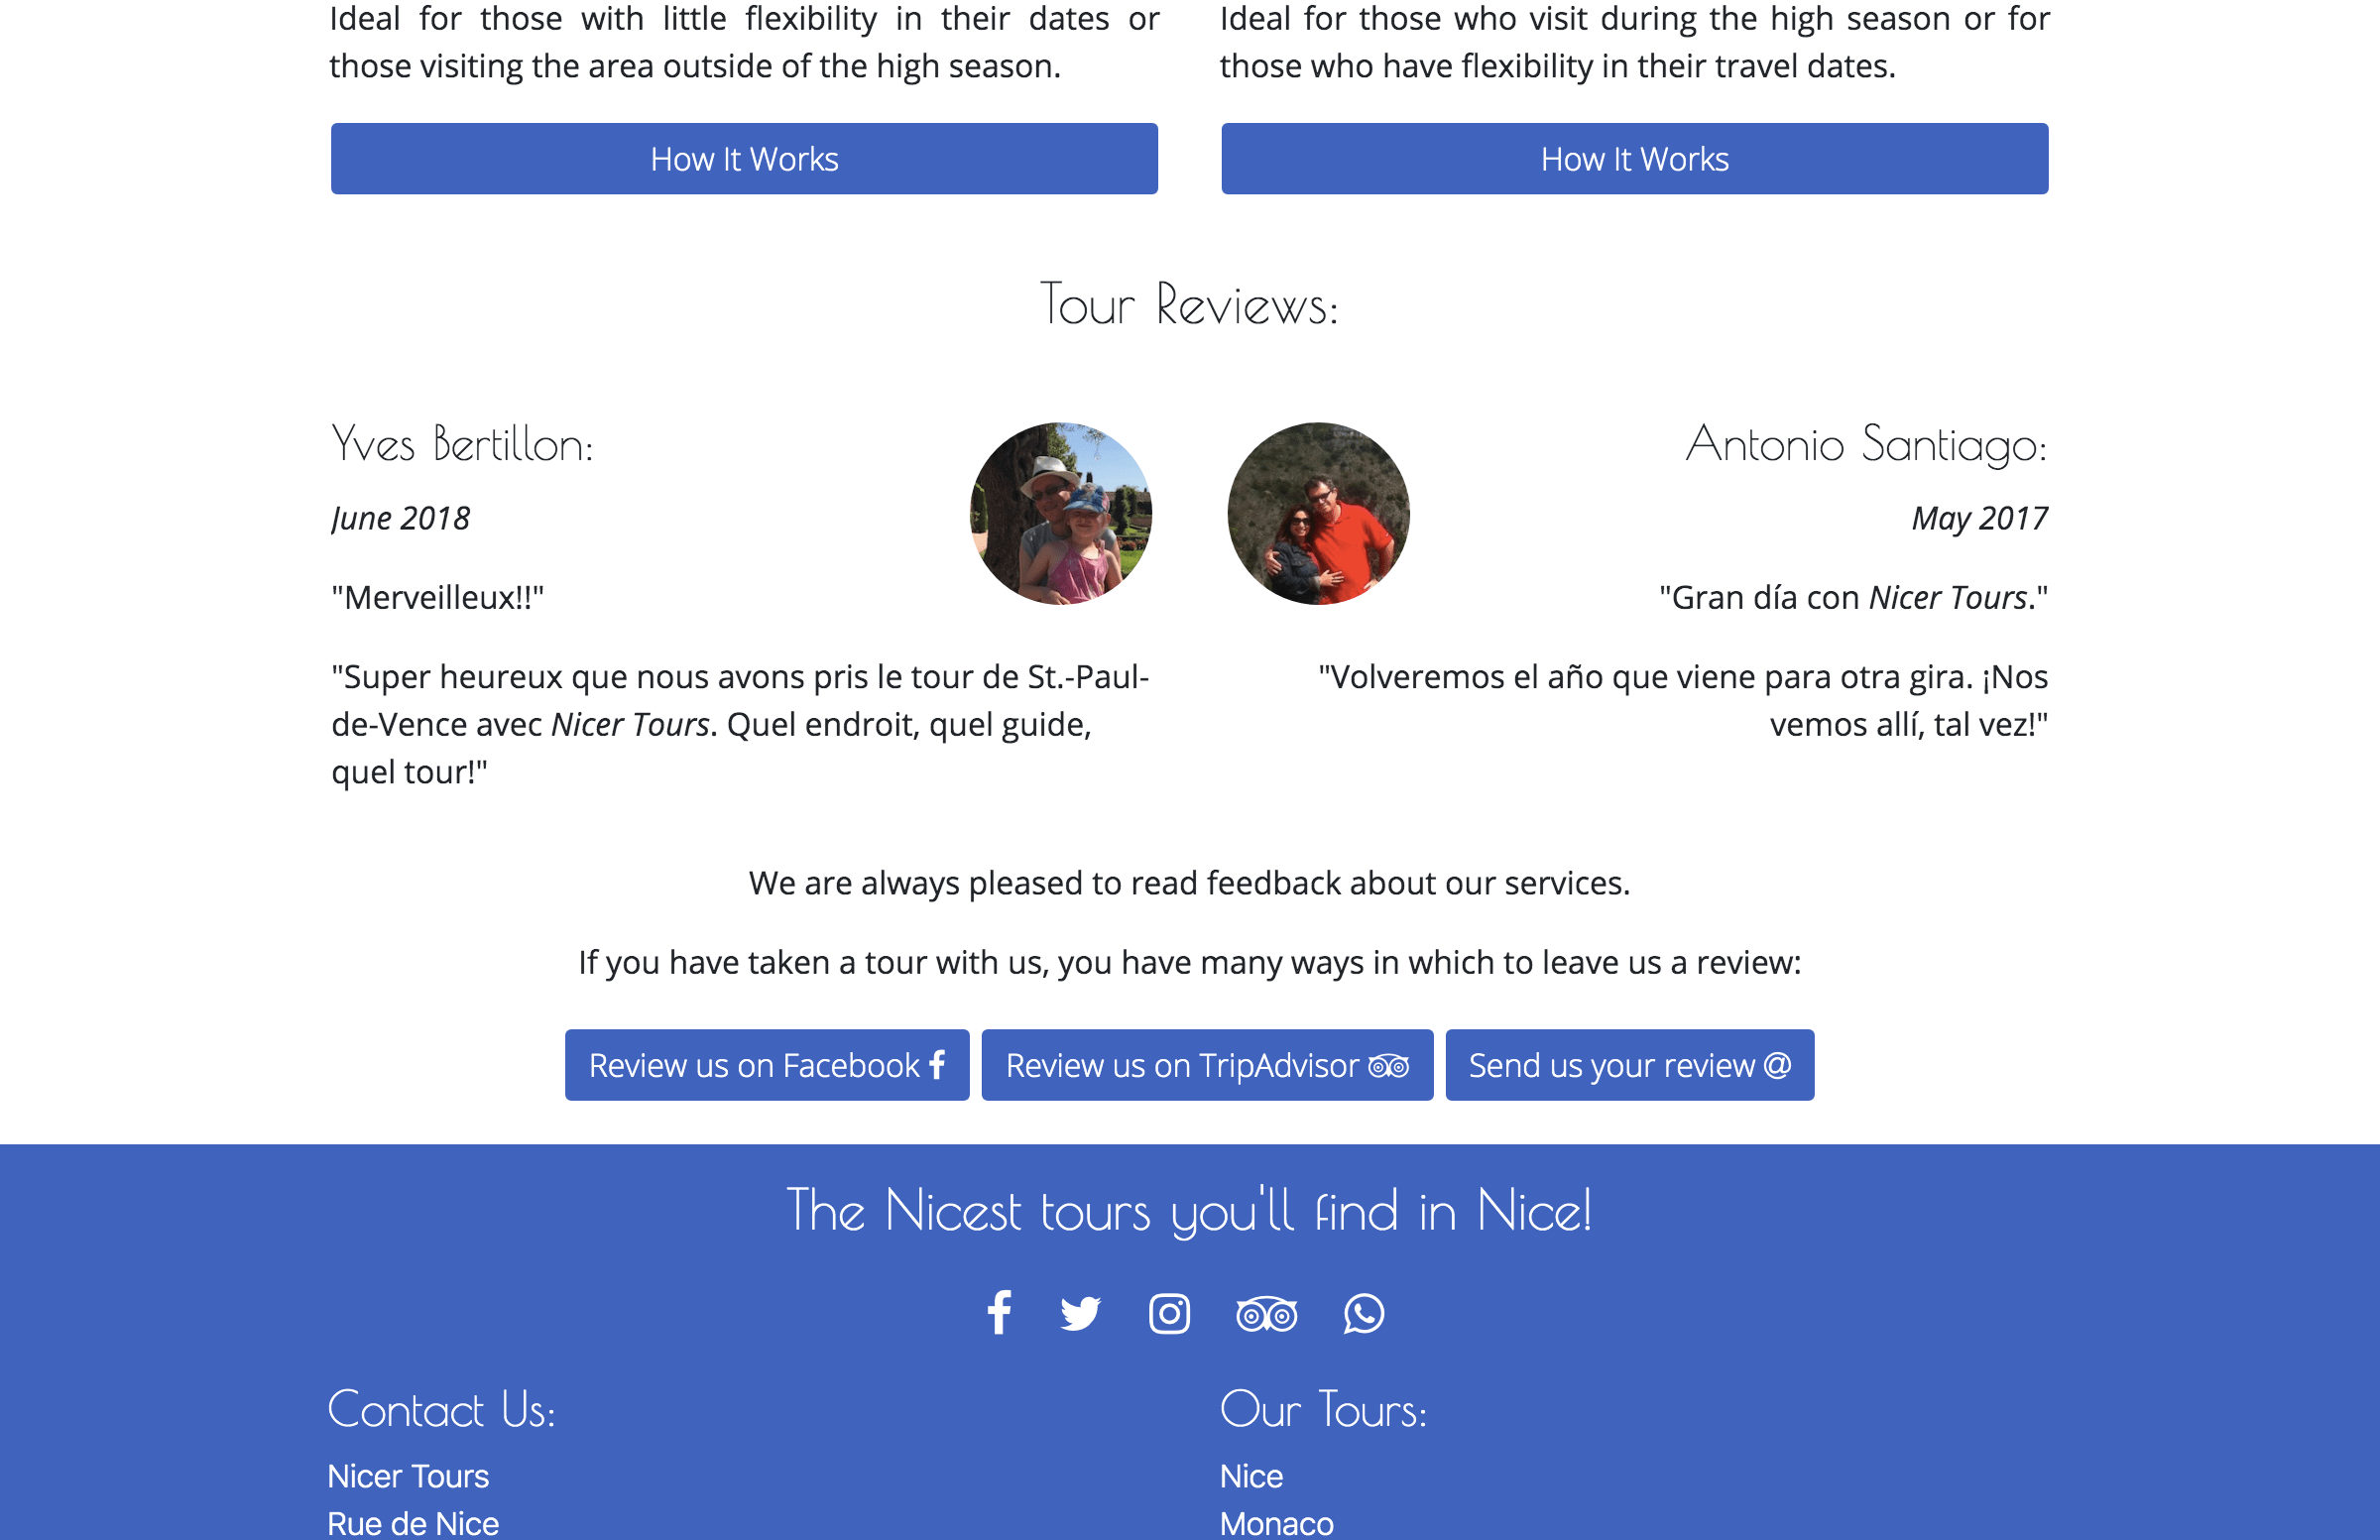 Ideal for those with little flexibility in their dates or
those visiting the area outside of the high season.
How It Works
Ideal for those who visit during the high season or for
those who have flexibility in their travel dates.
How It Works
Tour Reviews:
Yves Bertillon:
June 2018
"Merveilleux!!"
"Super heureux que nous avons pris le tour de St.-Paul-
de-Vence avec Nicer Tours. Quel endroit, quel guide,
quel tour!"
Antonio Santiago:
May 2017
"Gran día con Nicer Tours."
"Volveremos el año que viene para otra gira. ¡Nos
vemos allí, tal vez!"
We are always pleased to read feedback about our services.
If you have taken a tour with us, you have many ways in which to leave us a review:
Review us on Facebook
Review us on TripAdvisor
Send us your review @
The Nicest tours you'll find in Nice!
Contact Us:
Nicer Tours
Rue de Nice
Our Tours:
Nice
Monaco